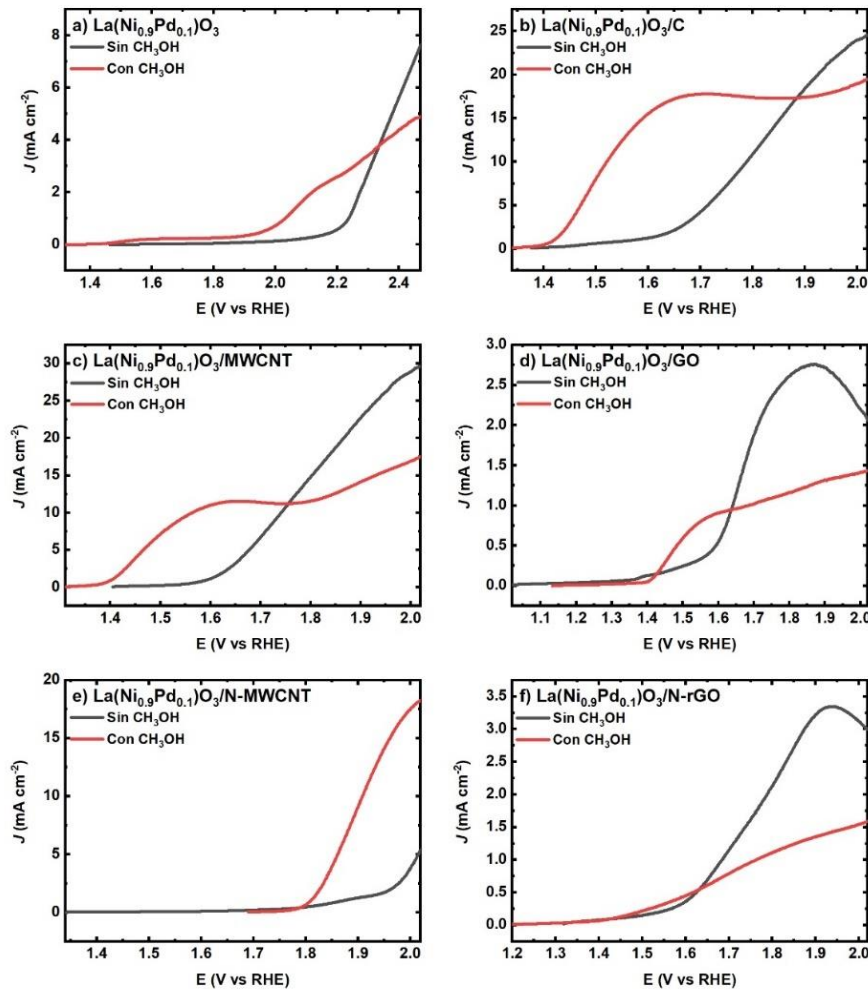 a) La(Ni0.9Pd0.1)O3
Sin CH3OH
Con CH3OH
J (mA cm-2)
8
6
4
2
0
1.4 1.6 1.8 2.0 2.2 2.4
E (V vs RHE)
b) La(Ni0.9Pd0.1)O3/C
Sin CH3OH
Con CH3OH
J (mA cm-2)
25
20
15
10
5
0
1.4 1.5 1.6 1.7 1.8 1.9 2.0
E (V vs RHE)
c) La(Ni0.9Pd0.1)O3/MWCNT
Sin CH3OH
Con CH3OH
J (mA cm-2)
30
25
20
15
10
5
0
1.4 1.5 1.6 1.7 1.8 1.9 2.0
E (V vs RHE)
d) La(Ni0.9Pd0.1)O3/GO
Sin CH3OH
Con CH3OH
J (mA cm-2)
3.0
2.5
2.0
1.5
1.0
0.5
0.0
1.1 1.2 1.3 1.4 1.5 1.6 1.7 1.8 1.9 2.0
E (V vs RHE)
e) La(Ni0.9Pd0.1)O3/N-MWCNT
Sin CH3OH
Con CH3OH
J (mA cm-2)
20
15
10
5
0
1.4 1.5 1.6 1.7 1.8 1.9 2.0
E (V vs RHE)
f) La(Ni0.9Pd0.1)O3/N-rGO
Sin CH3OH
Con CH3OH
J (mA cm-2)
3.5
3.0
2.5
2.0
1.5
1.0
0.5
0.0
1.2 1.3 1.4 1.5 1.6 1.7 1.8 1.9 2.0
E (V vs RHE)